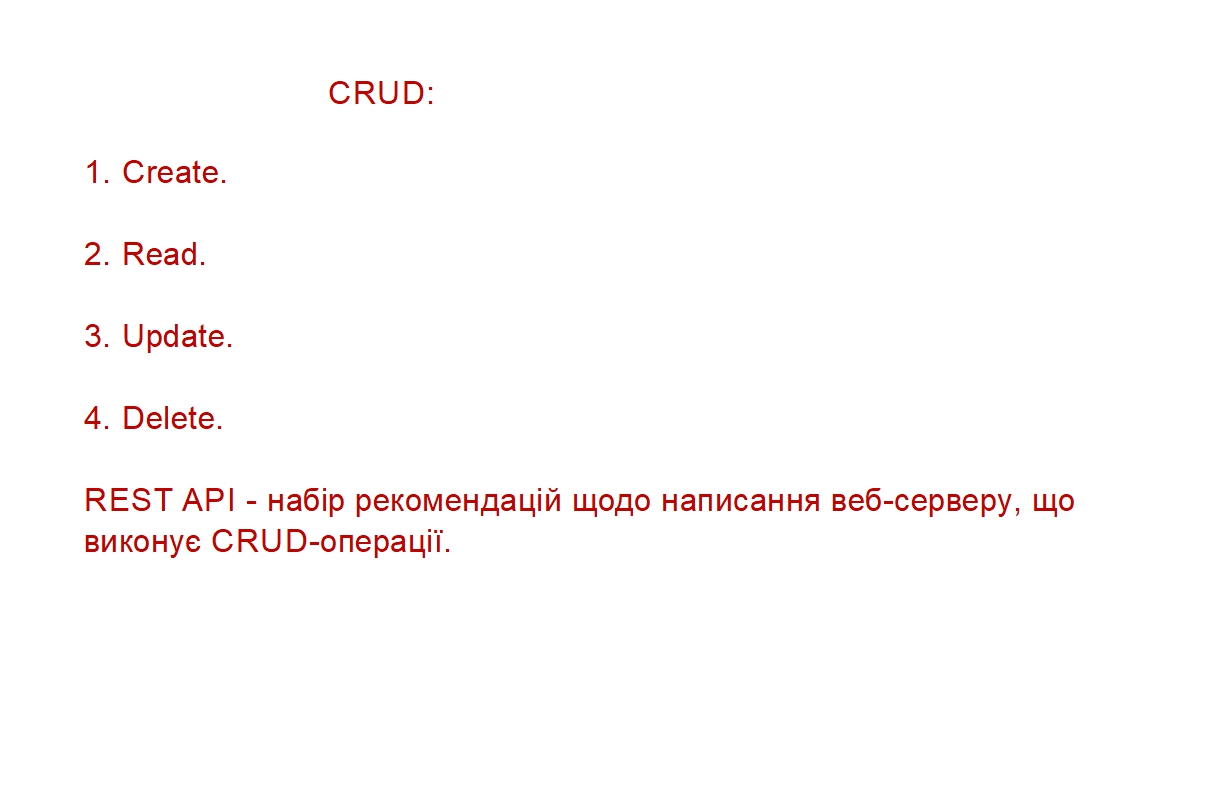 CRUD:
1. Create.
2. Read.
3. Update.
4. Delete.
REST API - набір рекомендацій щодо написання веб-серверу, що
виконує CRUD-операції.